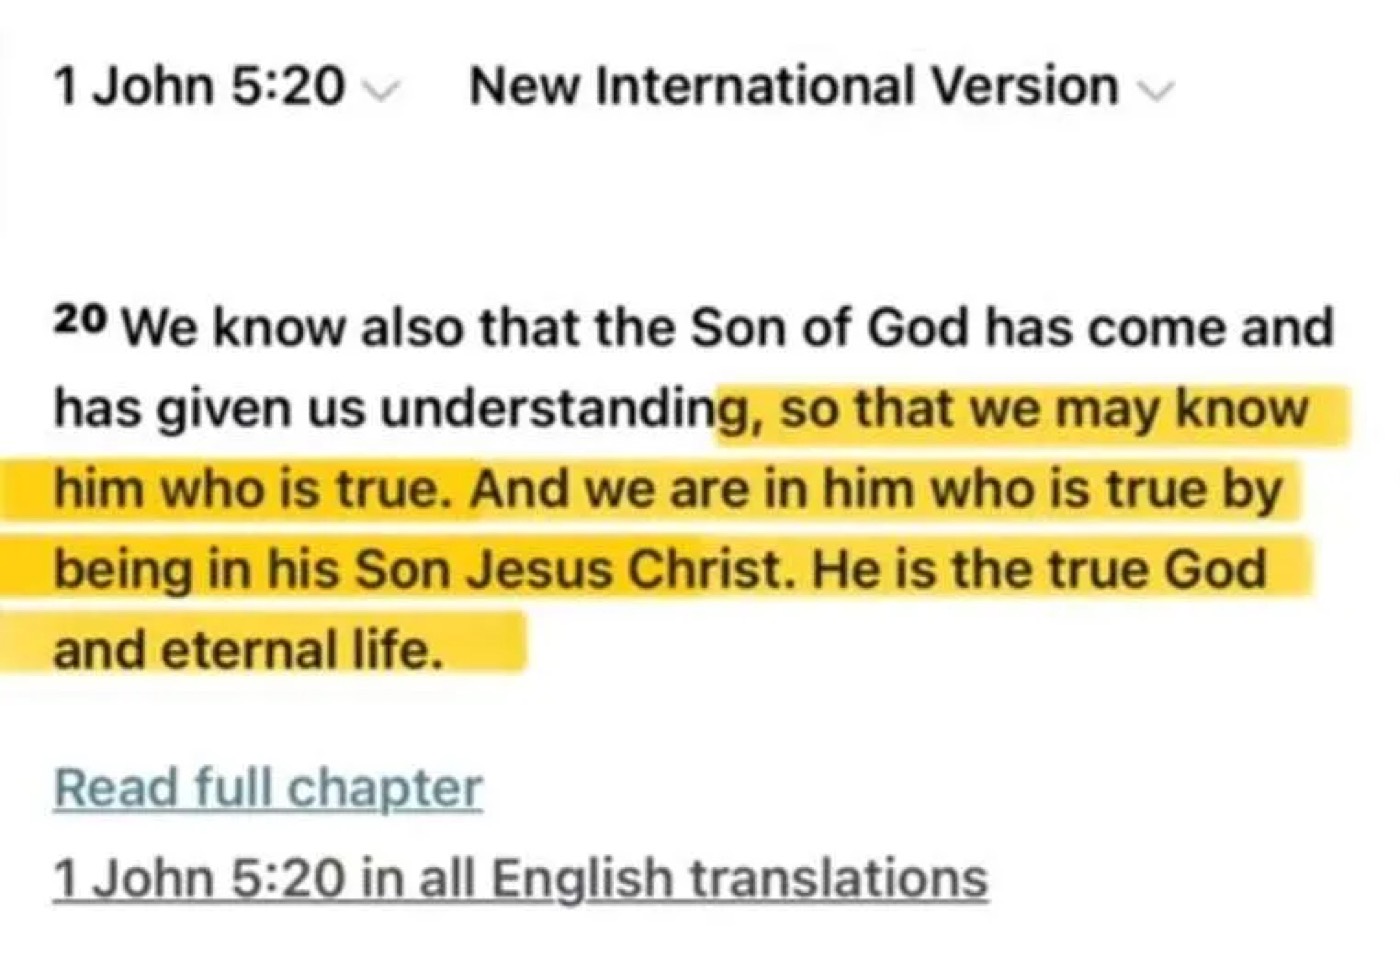 1 John 5:20 New International Version
20 We know also that the Son of God has come and
has given us understanding, so that we may know
him who is true. And we are in him who is true by
being in his Son Jesus Christ. He is the true God
and eternal life.
Read full chapter
1 John 5:20 in all English translations